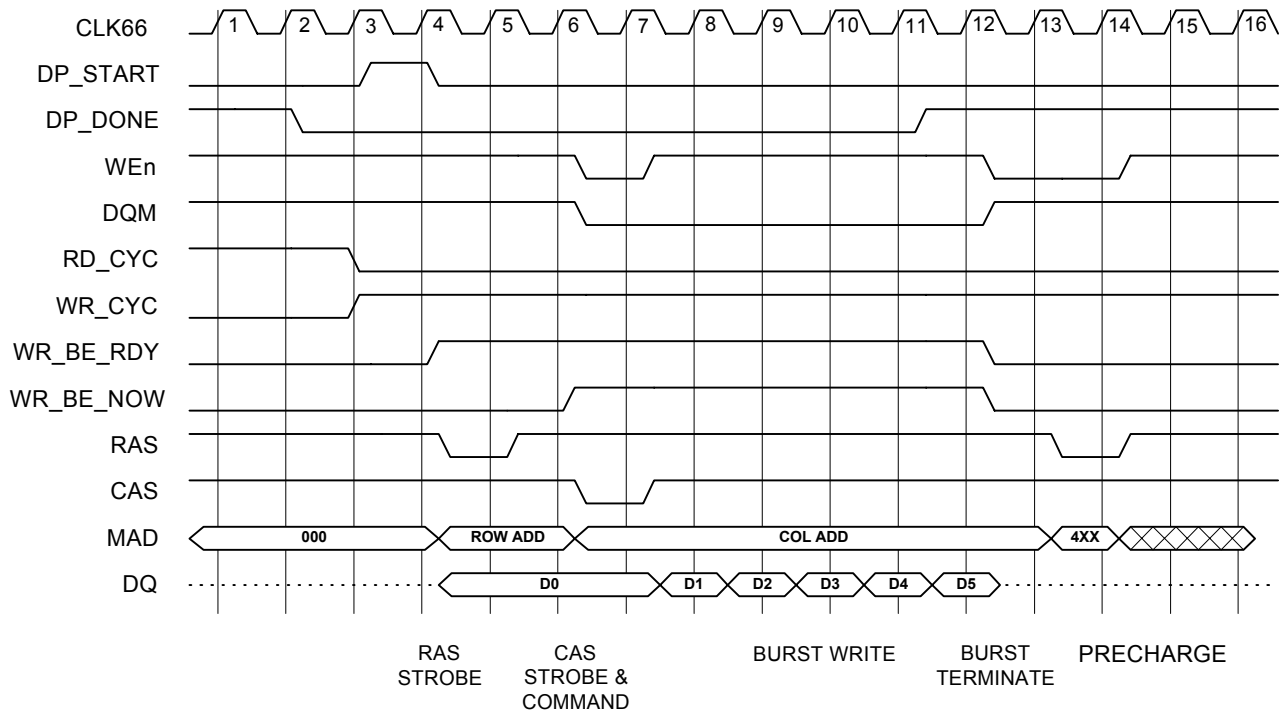 CLK66 1 2 3 4 5 6 7 8 9 10 11 12 13 14 15 16
DP_START
DP_DONE
WEn
DQM
RD_CYC
WR_CYC
WR_BE_RDY
WR_BE_NOW
RAS
CAS
MAD 000 ROW ADD COL ADD 4XX
DQ D0 D1 D2 D3 D4 D5
RAS
STROBE
CAS
STROBE &
COMMAND
BURST WRITE
BURST
TERMINATE
PRECHARGE